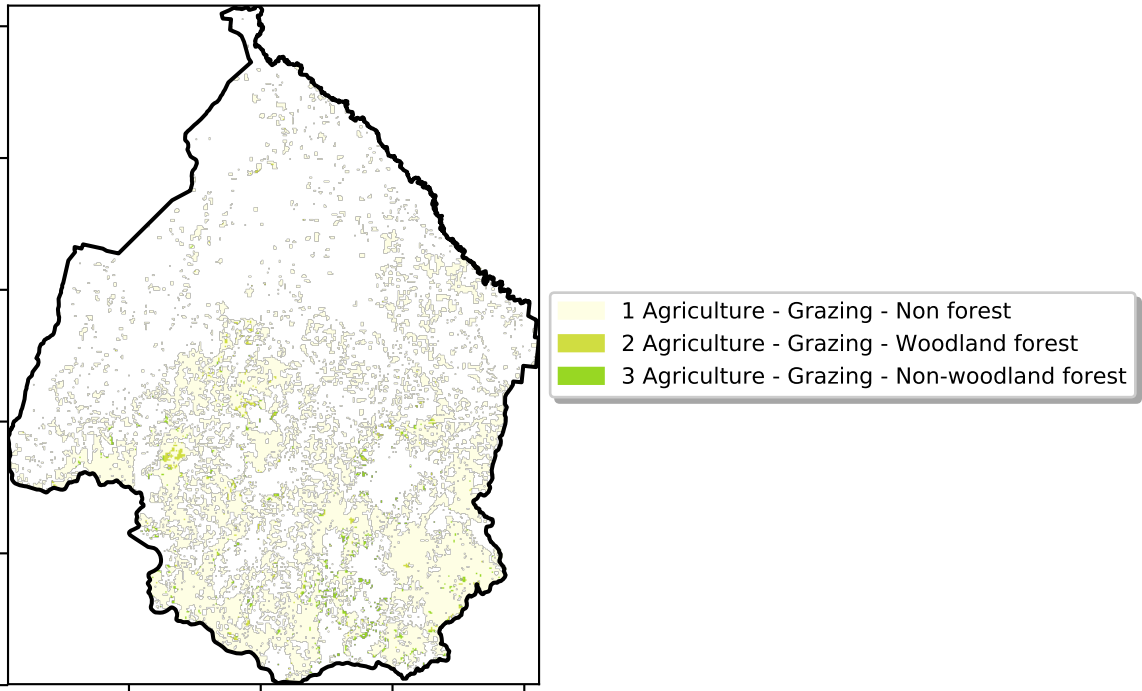 1 Agriculture - Grazing - Non forest
2 Agriculture - Grazing - Woodland forest
3 Agriculture - Grazing - Non-woodland forest